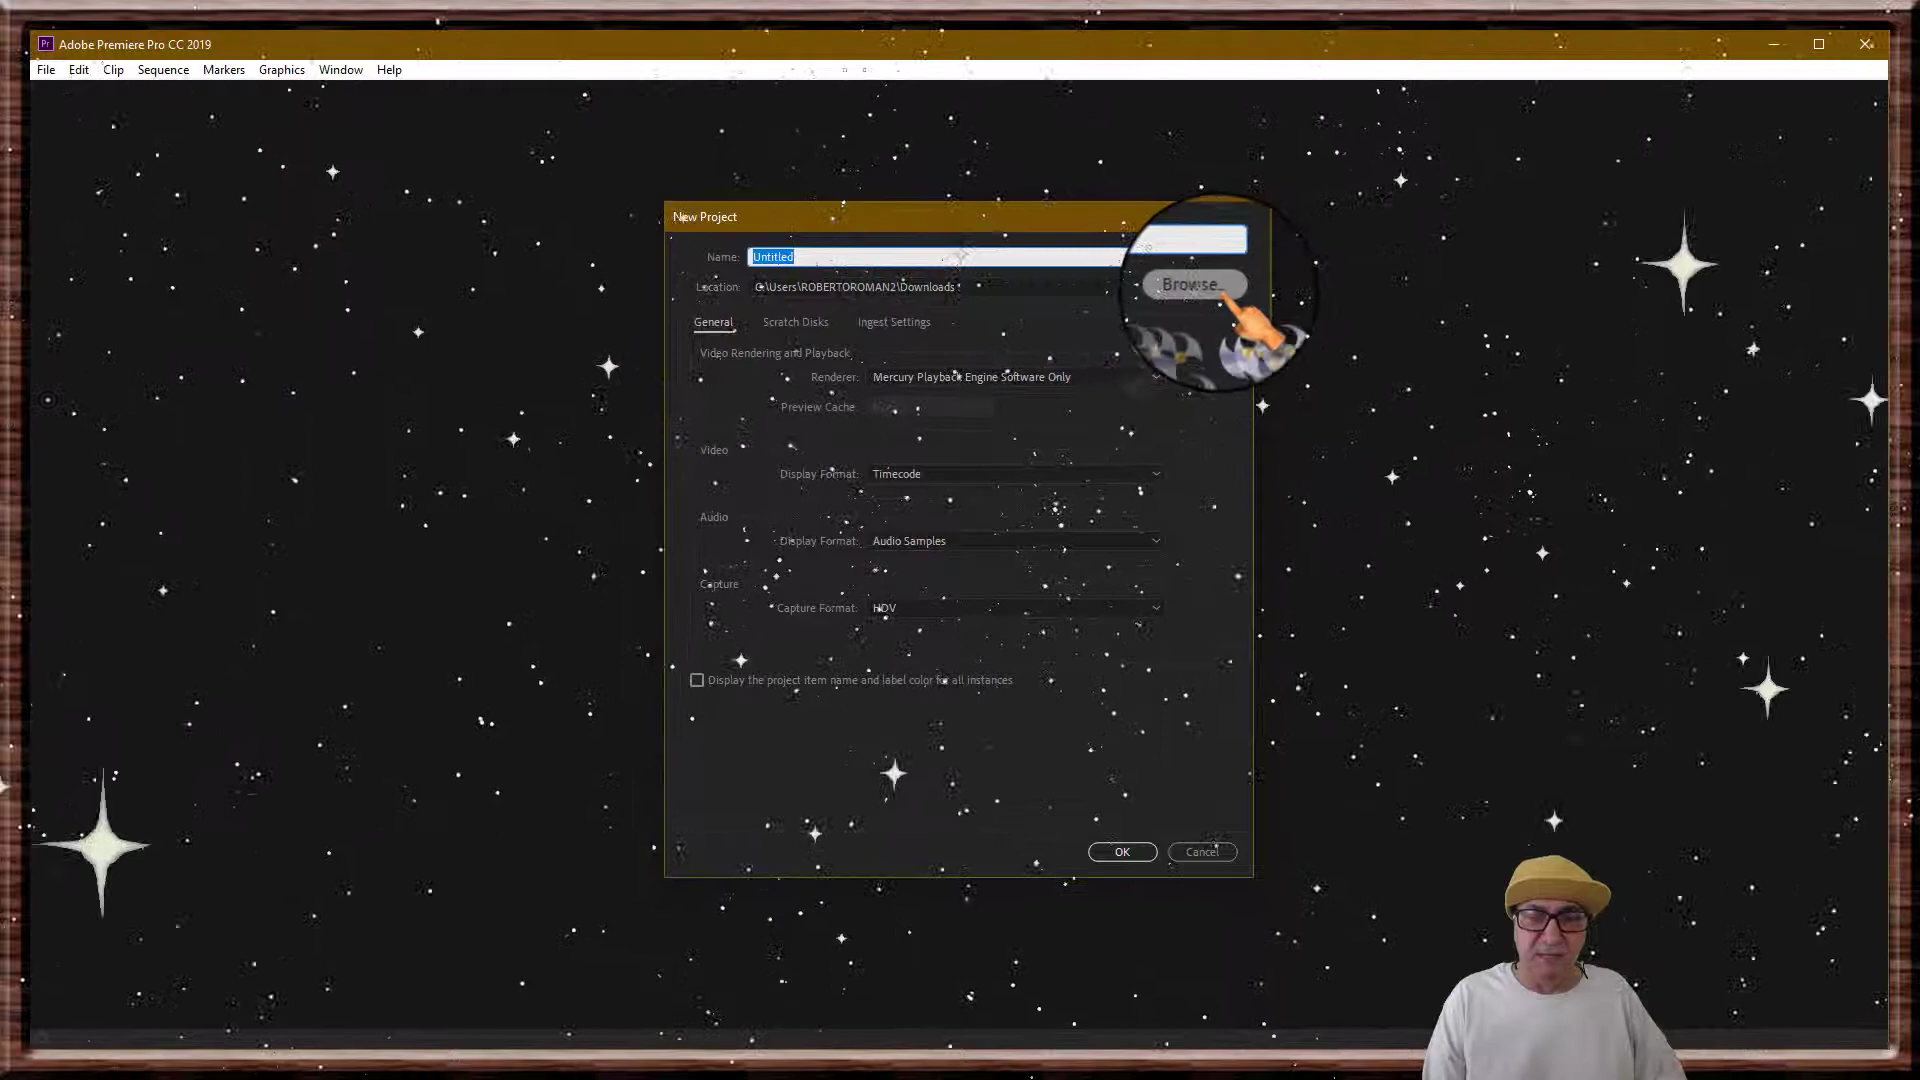 Adobe Premiere Pro CC 2019
File Edit Clip Sequence Markers Graphics Window Help
New Project
Name: Untitled
Location: C:\Users\ROBERTOROMAN2\Downloads
Browse...
General Scratch Disks Ingest Settings
Video Rendering and Playback
Renderer: Mercury Playback Engine Software Only
Preview Cache:
Video
Display Format: Timecode
Audio
Display Format: Audio Samples
Capture
Capture Format: HDV
Display the project item name and label color for all instances
OK Cancel